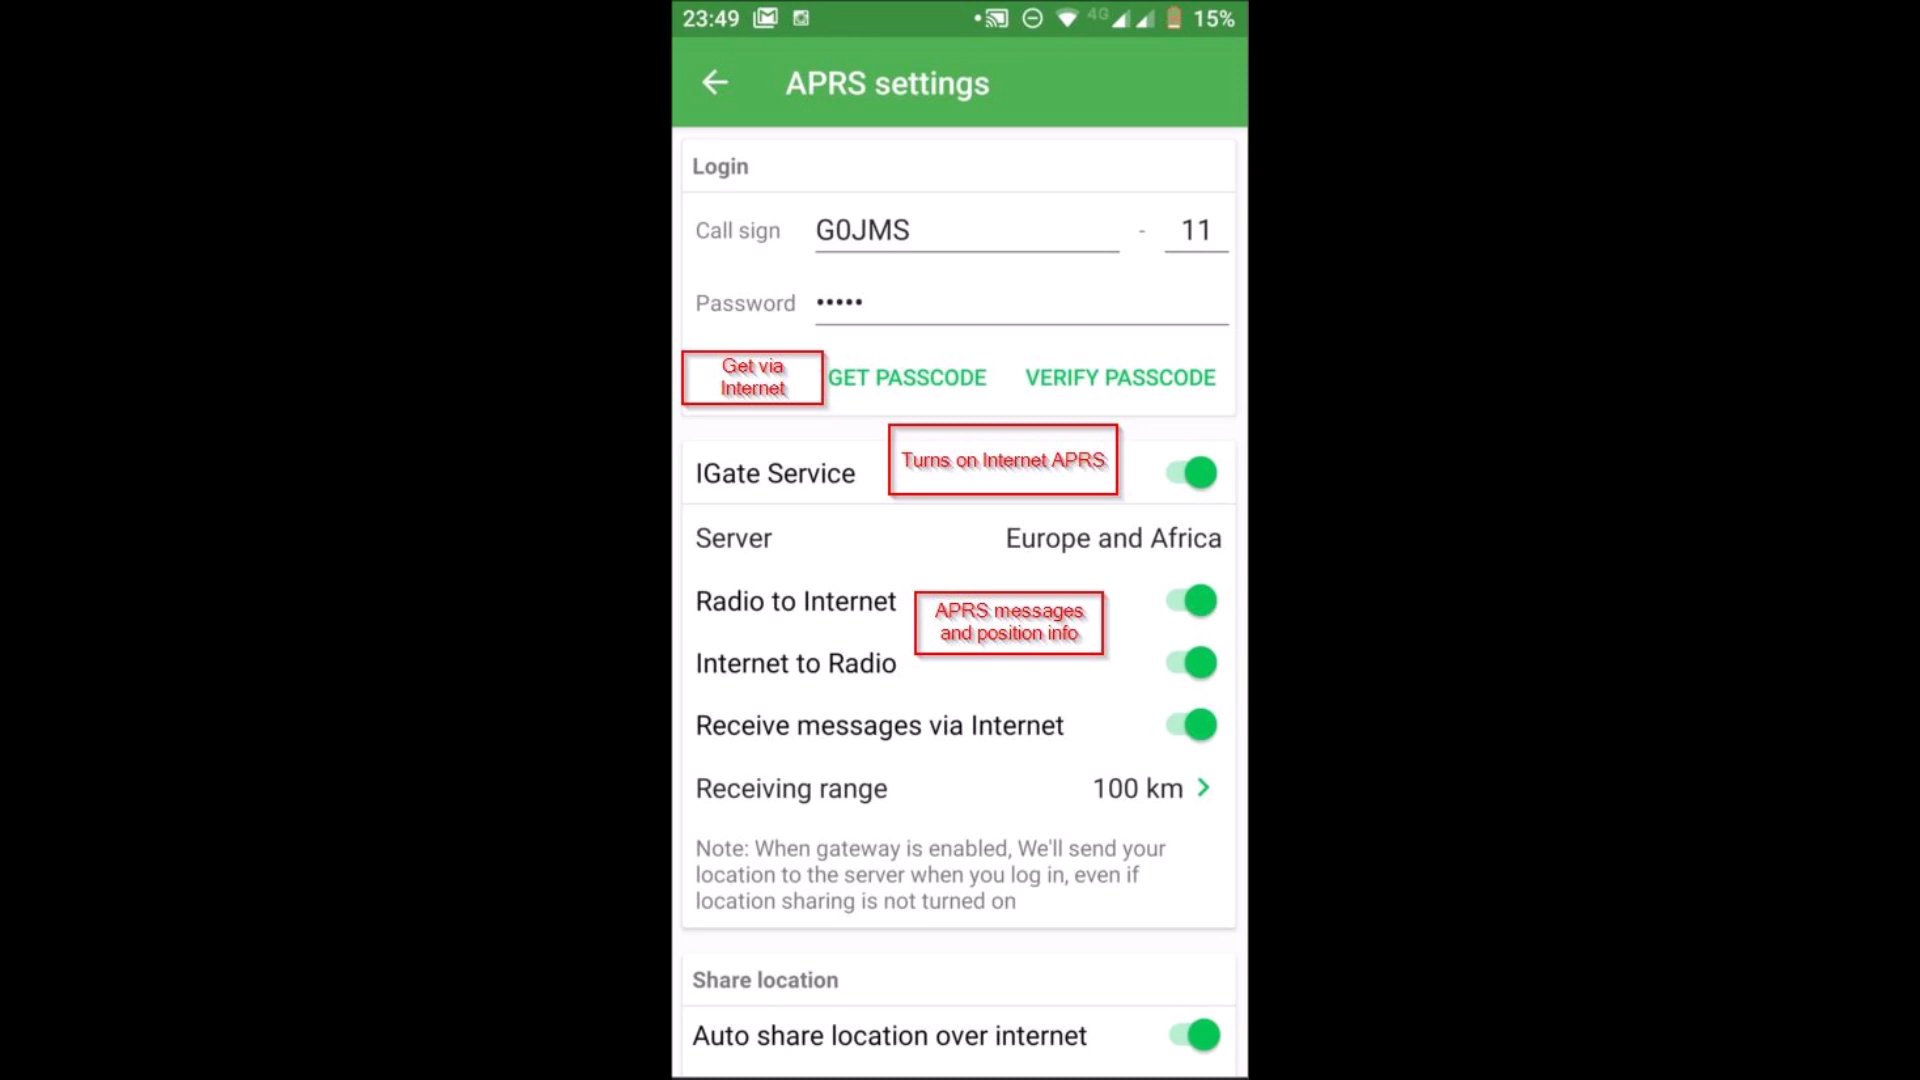 23:49 4G 15%
APRS settings
Login
Call sign G0JMS - 11
Password •••••
Get via
Internet
GET PASSCODE VERIFY PASSCODE
IGate Service Turns on Internet APRS
Server Europe and Africa
Radio to Internet
APRS messages
and position info
Internet to Radio
Receive messages via Internet
Receiving range 100 km
Note: When gateway is enabled, We'll send your
location to the server when you log in, even if
location sharing is not turned on
Share location
Auto share location over internet